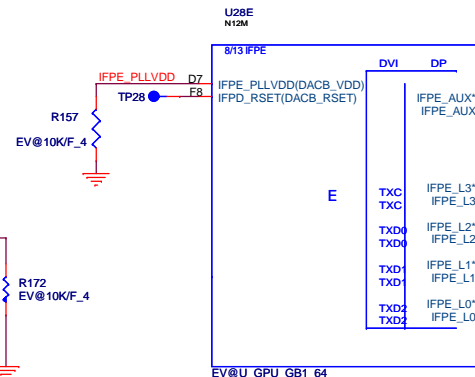 U28E
N12M
8/13 IFPE
DVI DP
IFPE_PLLVDD D7 IFPE_PLLVDD(DACB_VDD)
TP28 F8 IFPD_RSET(DACB_RSET)
IFPE_AUX*
IFPE_AUX
R157
EV@10K/F_4
E
TXC IFPE_L3*
TXC IFPE_L3
TXD0 IFPE_L2*
TXD0 IFPE_L2
TXD1 IFPE_L1*
TXD1 IFPE_L1
TXD2 IFPE_L0*
TXD2 IFPE_L0
R172
EV@10K/F_4
EV@U_GPU_GB1_64